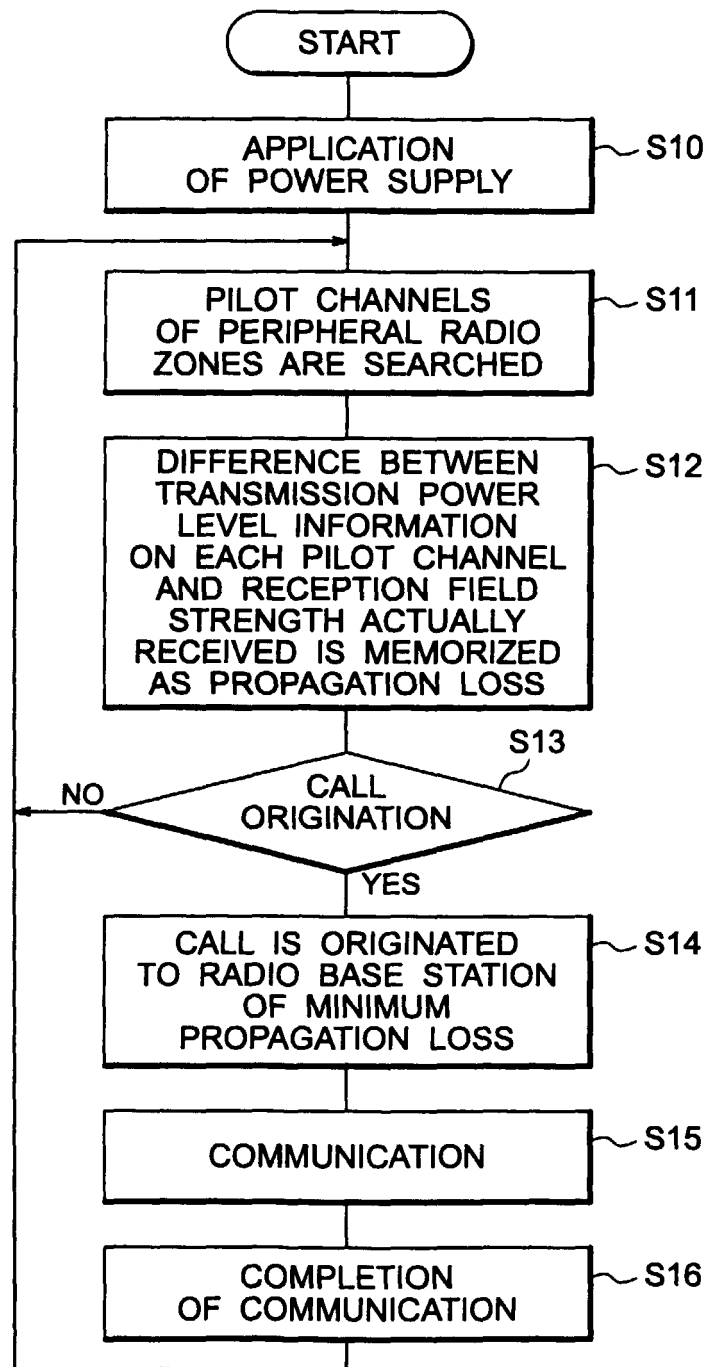 START
APPLICATION
OF POWER SUPPLY
S10
PILOT CHANNELS
OF PERIPHERAL RADIO
ZONES ARE SEARCHED
S11
DIFFERENCE BETWEEN
TRANSMISSION POWER
LEVEL INFORMATION
ON EACH PILOT CHANNEL
AND RECEPTION FIELD
STRENGTH ACTUALLY
RECEIVED IS MEMORIZED
AS PROPAGATION LOSS
S12
S13
CALL
ORIGINATION
NO
YES
CALL IS ORIGINATED
TO RADIO BASE STATION
OF MINIMUM
PROPAGATION LOSS
S14
COMMUNICATION
S15
COMPLETION
OF COMMUNICATION
S16